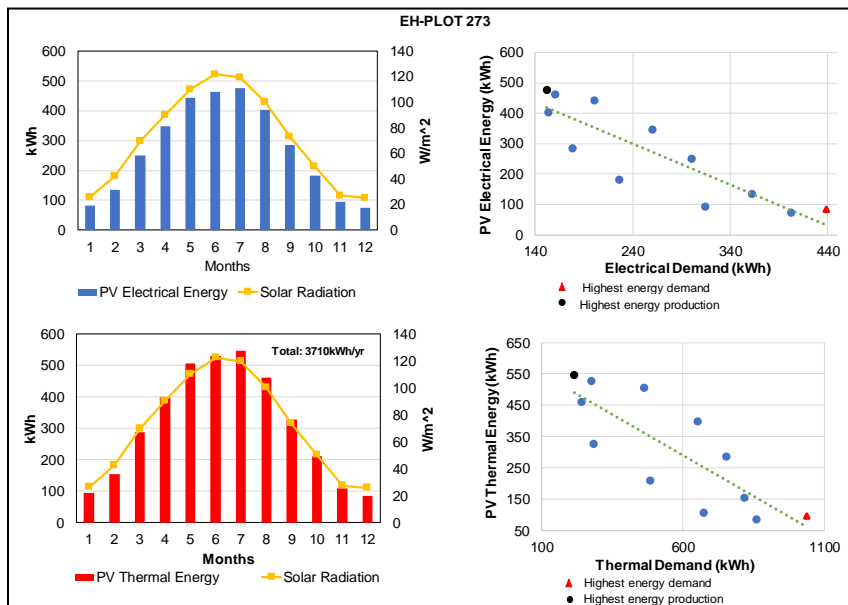 EH-PLOT 273
600
500
400
300
200
100
0
kWh
140
120
100
80
60
40
20
0
W/m^2
1 2 3 4 5 6 7 8 9 10 11 12
Months
PV Electrical Energy Solar Radiation
600
500
400
300
200
100
0
PV Electrical Energy (kWh)
140 240 340 440
Electrical Demand (kWh)
Highest energy demand
Highest energy production
600
500
400
300
200
100
0
kWh
Total: 3710kWh/yr
140
120
100
80
60
40
20
0
W/m^2
1 2 3 4 5 6 7 8 9 10 11 12
Months
PV Thermal Energy Solar Radiation
650
550
450
350
250
150
50
PV Thermal Energy (kWh)
100 600 1100
Thermal Demand (kWh)
Highest energy demand
Highest energy production